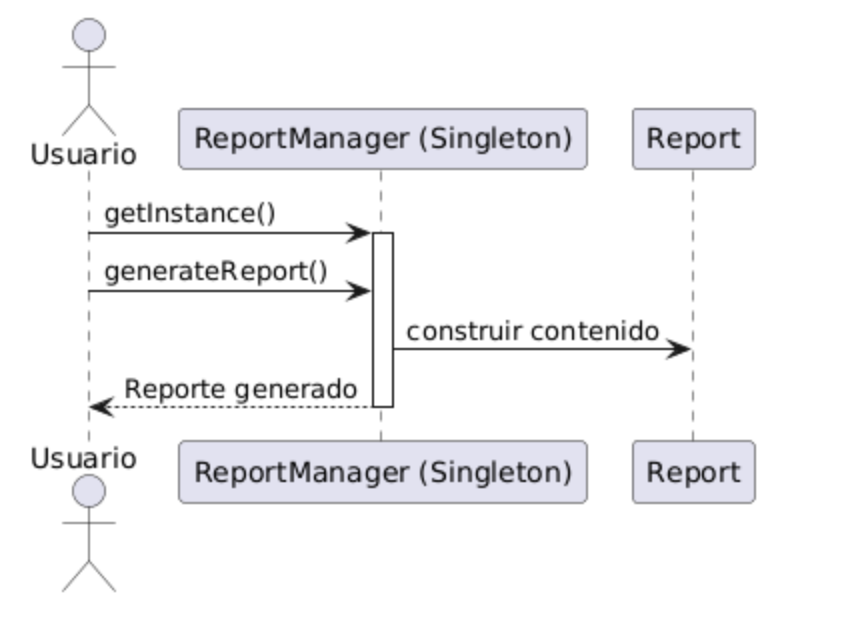 Usuario
ReportManager (Singleton)
Report
getInstance()
generateReport()
construir contenido
Reporte generado
Usuario
ReportManager (Singleton)
Report